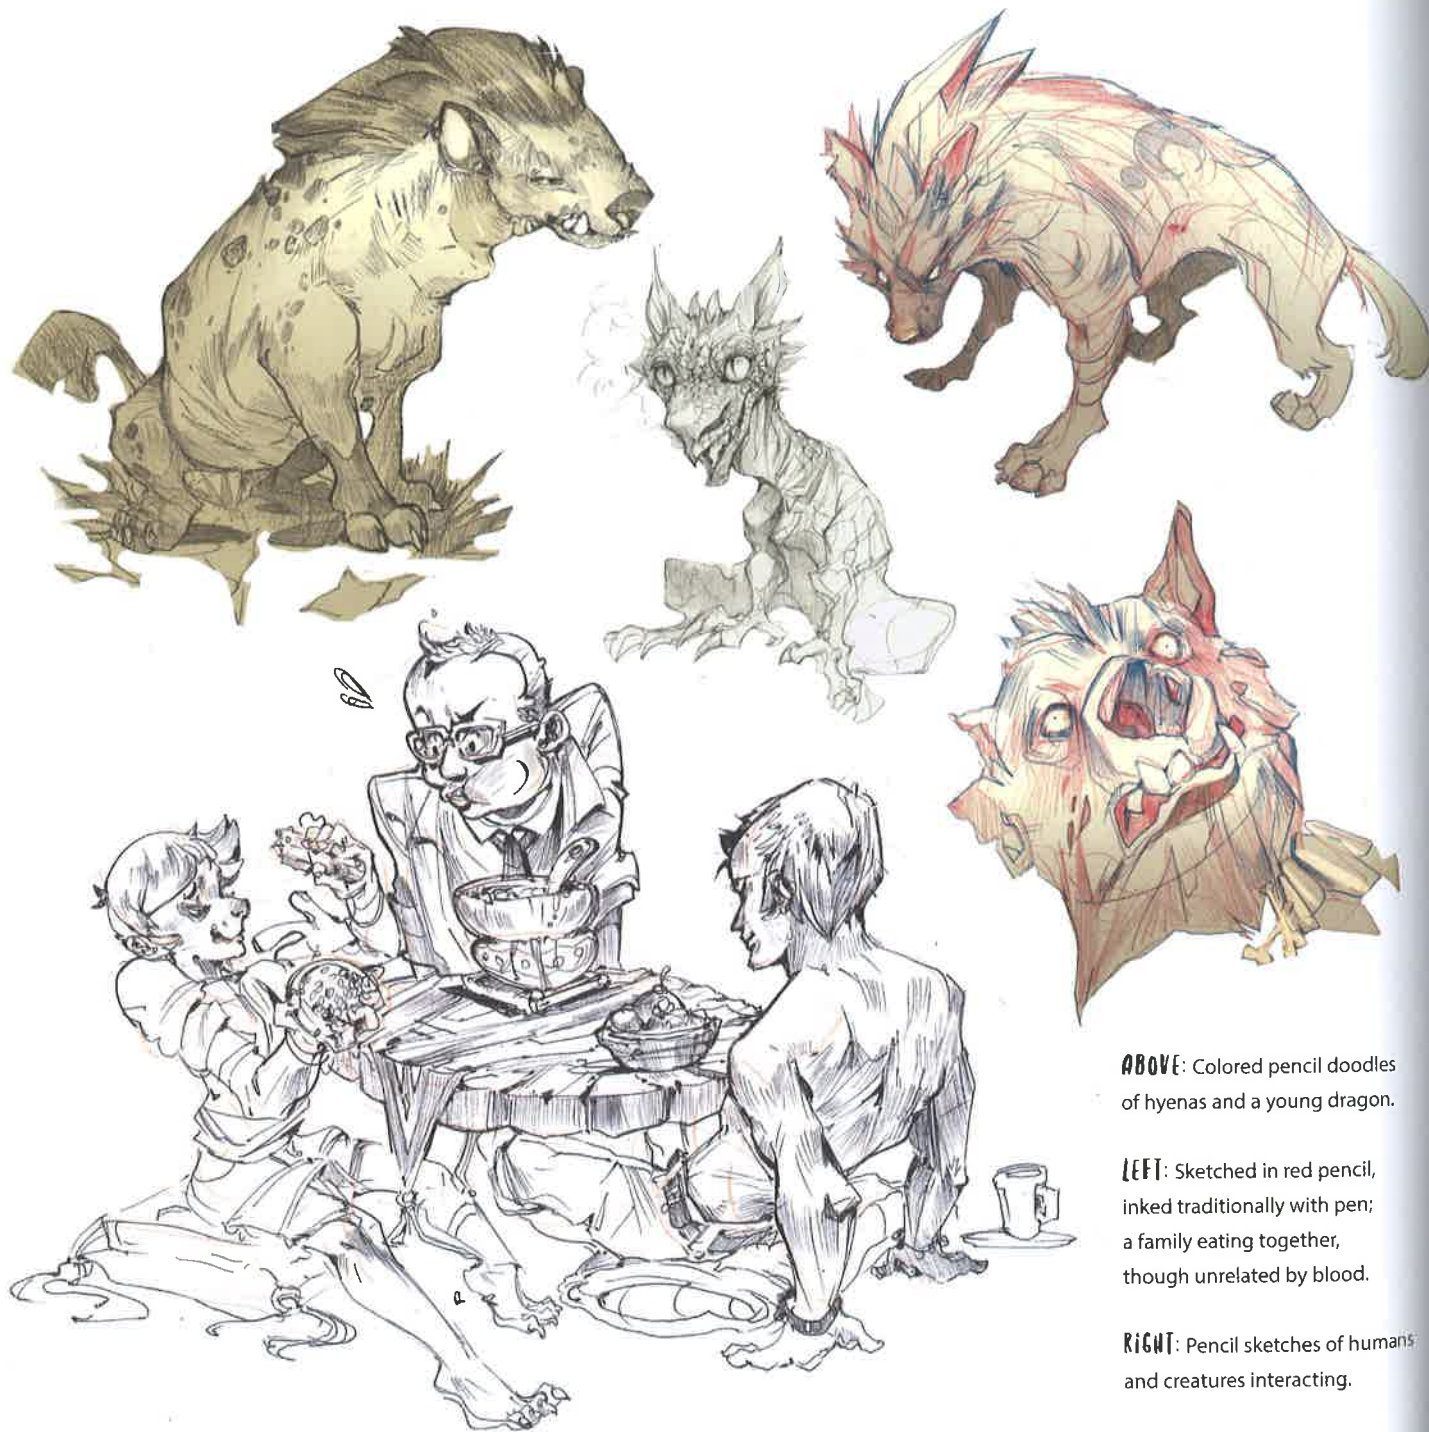 ABOVE: Colored pencil doodles
of hyenas and a young dragon.
LEFT: Sketched in red pencil,
inked traditionally with pen;
a family eating together,
though unrelated by blood.
RiGHT: Pencil sketches of humans
and creatures interacting.